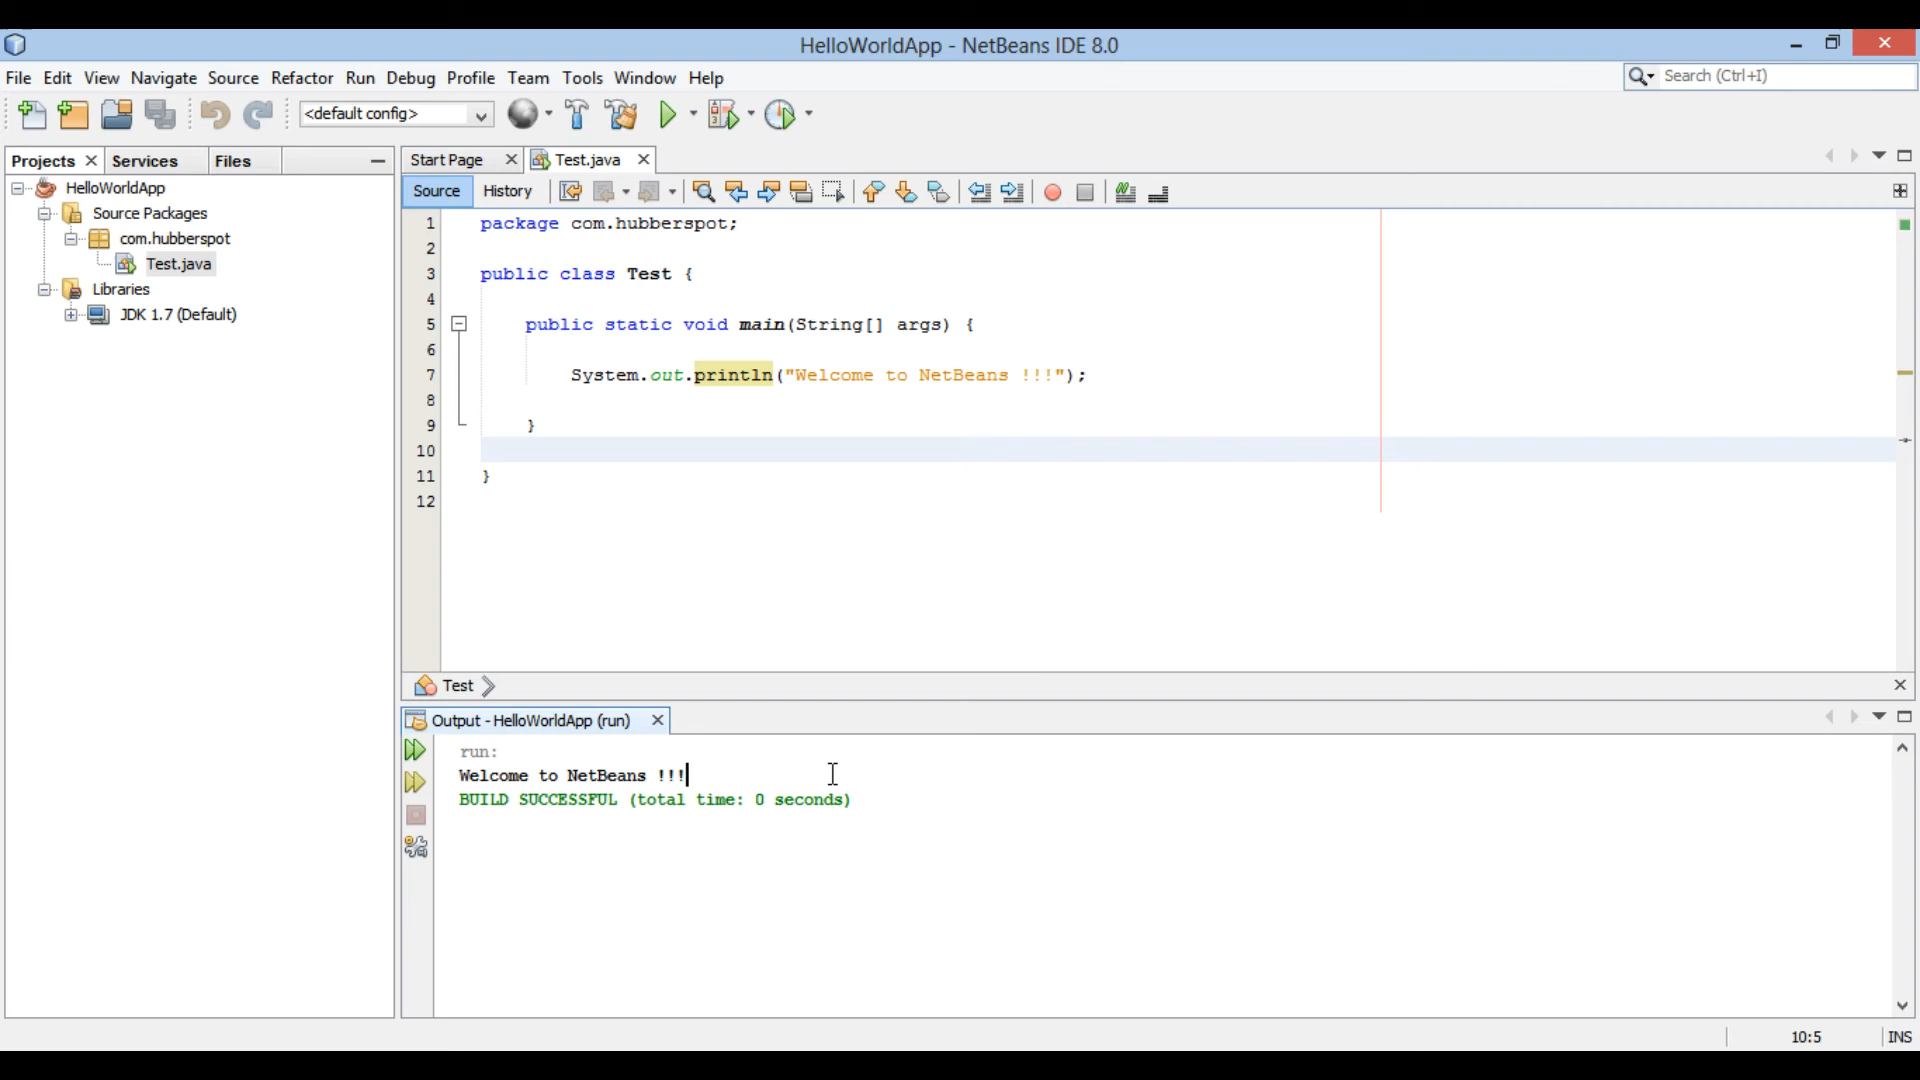 HelloWorldApp - NetBeans IDE 8.0
File Edit View Navigate Source Refactor Run Debug Profile Team Tools Window Help
Search (Ctrl+I)
<default config>
Projects Services Files
HelloWorldApp
Source Packages
com.hubberspot
Test.java
Libraries
JDK 1.7 (Default)
Start Page Test.java
Source History
1 package com.hubberspot;
2
3 public class Test {
4
5 public static void main(String[] args) {
6
7 System.out.println("Welcome to NetBeans !!!");
8
9 }
10
11 }
12
Test
Output - HelloWorldApp (run)
run:
Welcome to NetBeans !!!
BUILD SUCCESSFUL (total time: 0 seconds)
10:5 INS